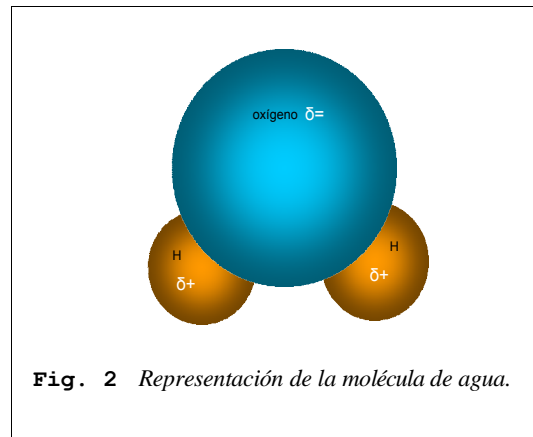 oxígeno δ=
H
H
δ+
δ+
Fig. 2 Representación de la molécula de agua.